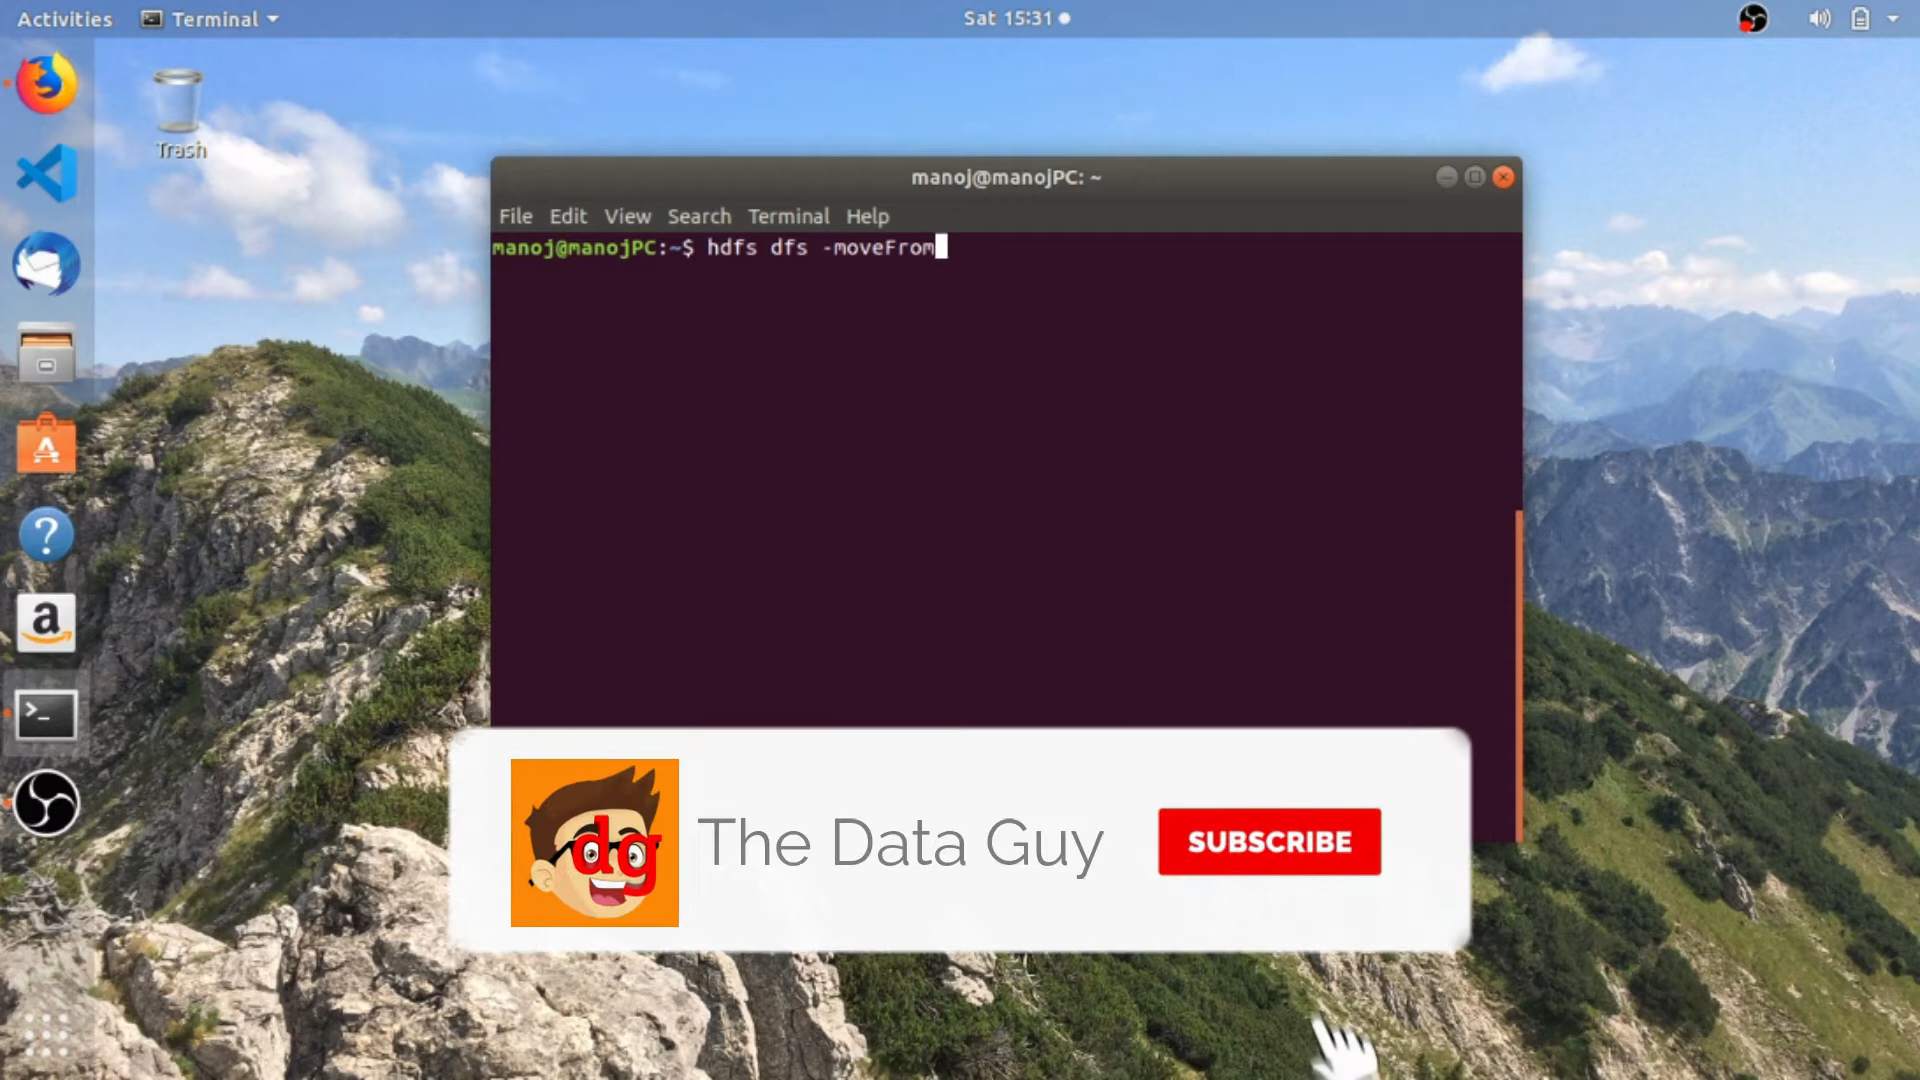 Activities Terminal Sat 15:31
Trash
manoj@manojPC: ~
File Edit View Search Terminal Help
manoj@manojPC:~$ hdfs dfs -moveFrom
dg The Data Guy SUBSCRIBE